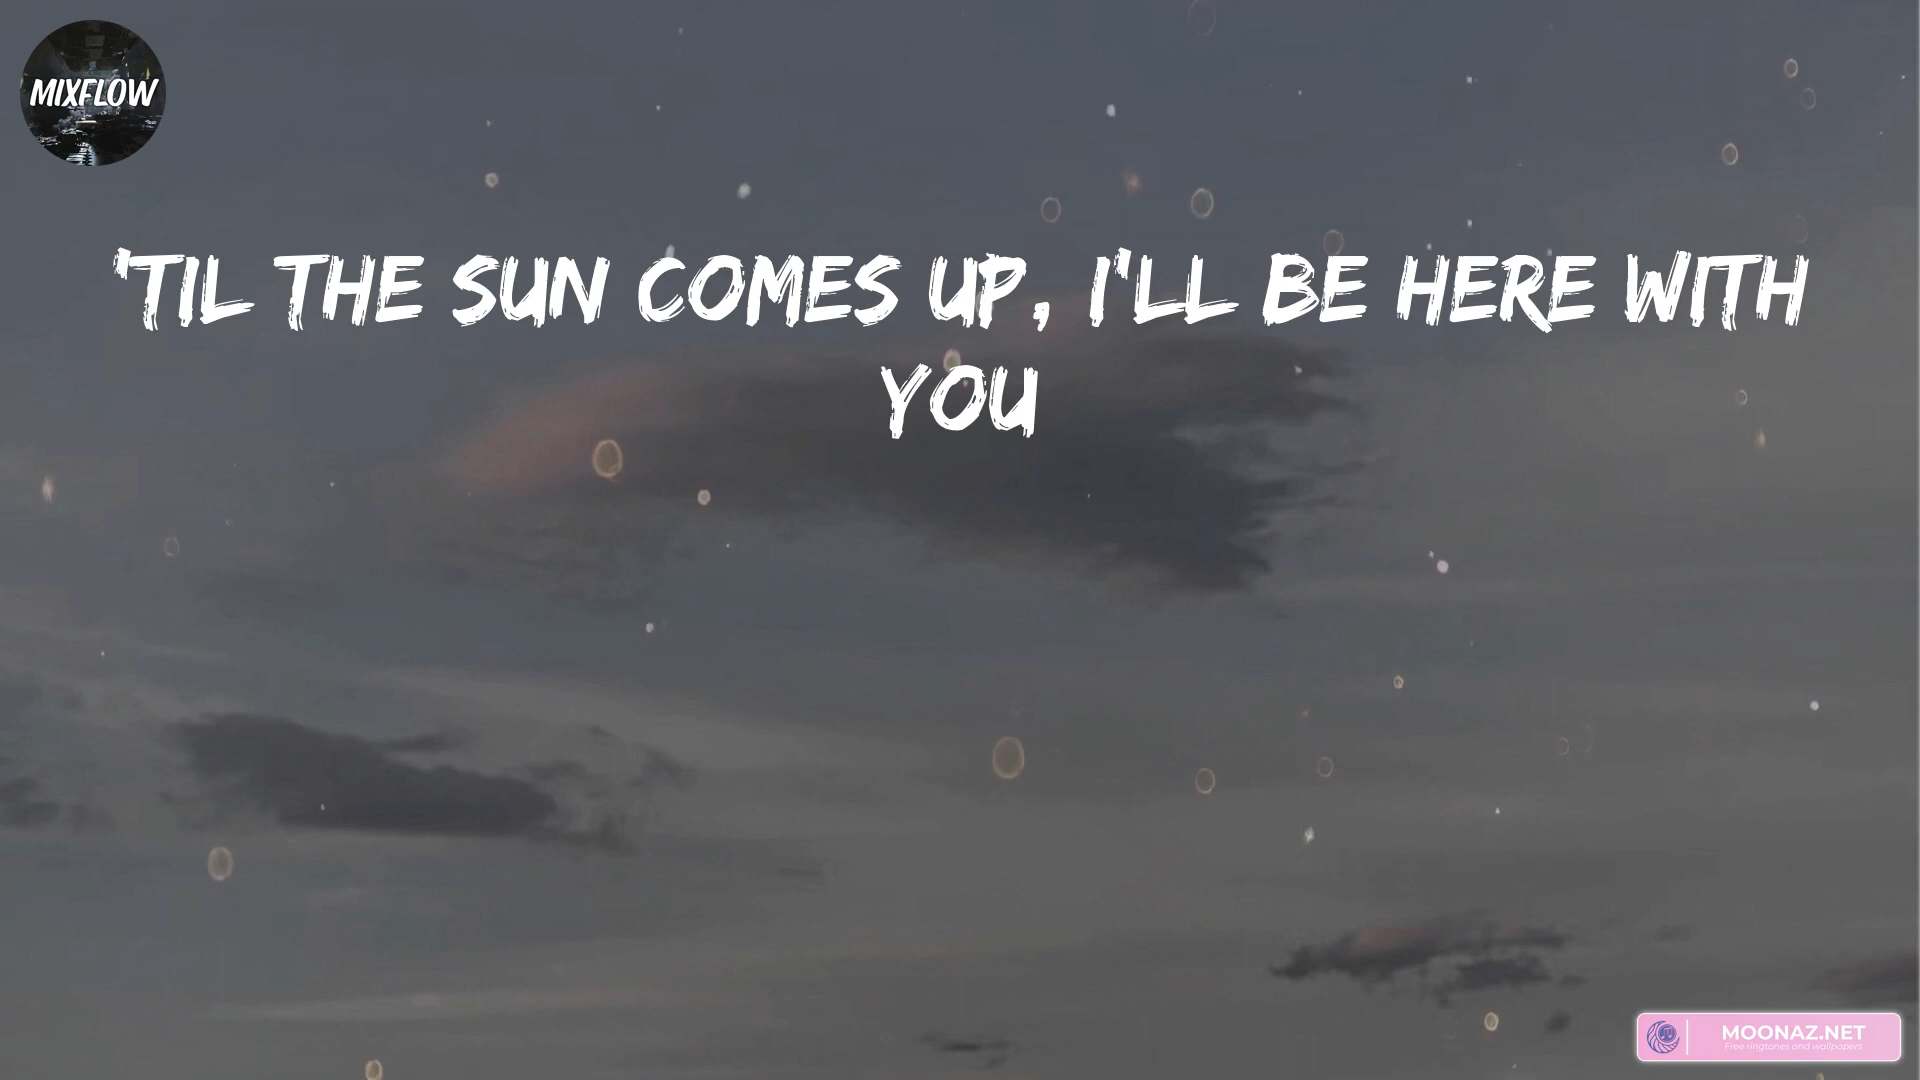 MIXFLOW
'TIL THE SUN COMES UP, I'LL BE HERE WITH
YOU
MOONAZ.NET
Free ringtones and wallpapers